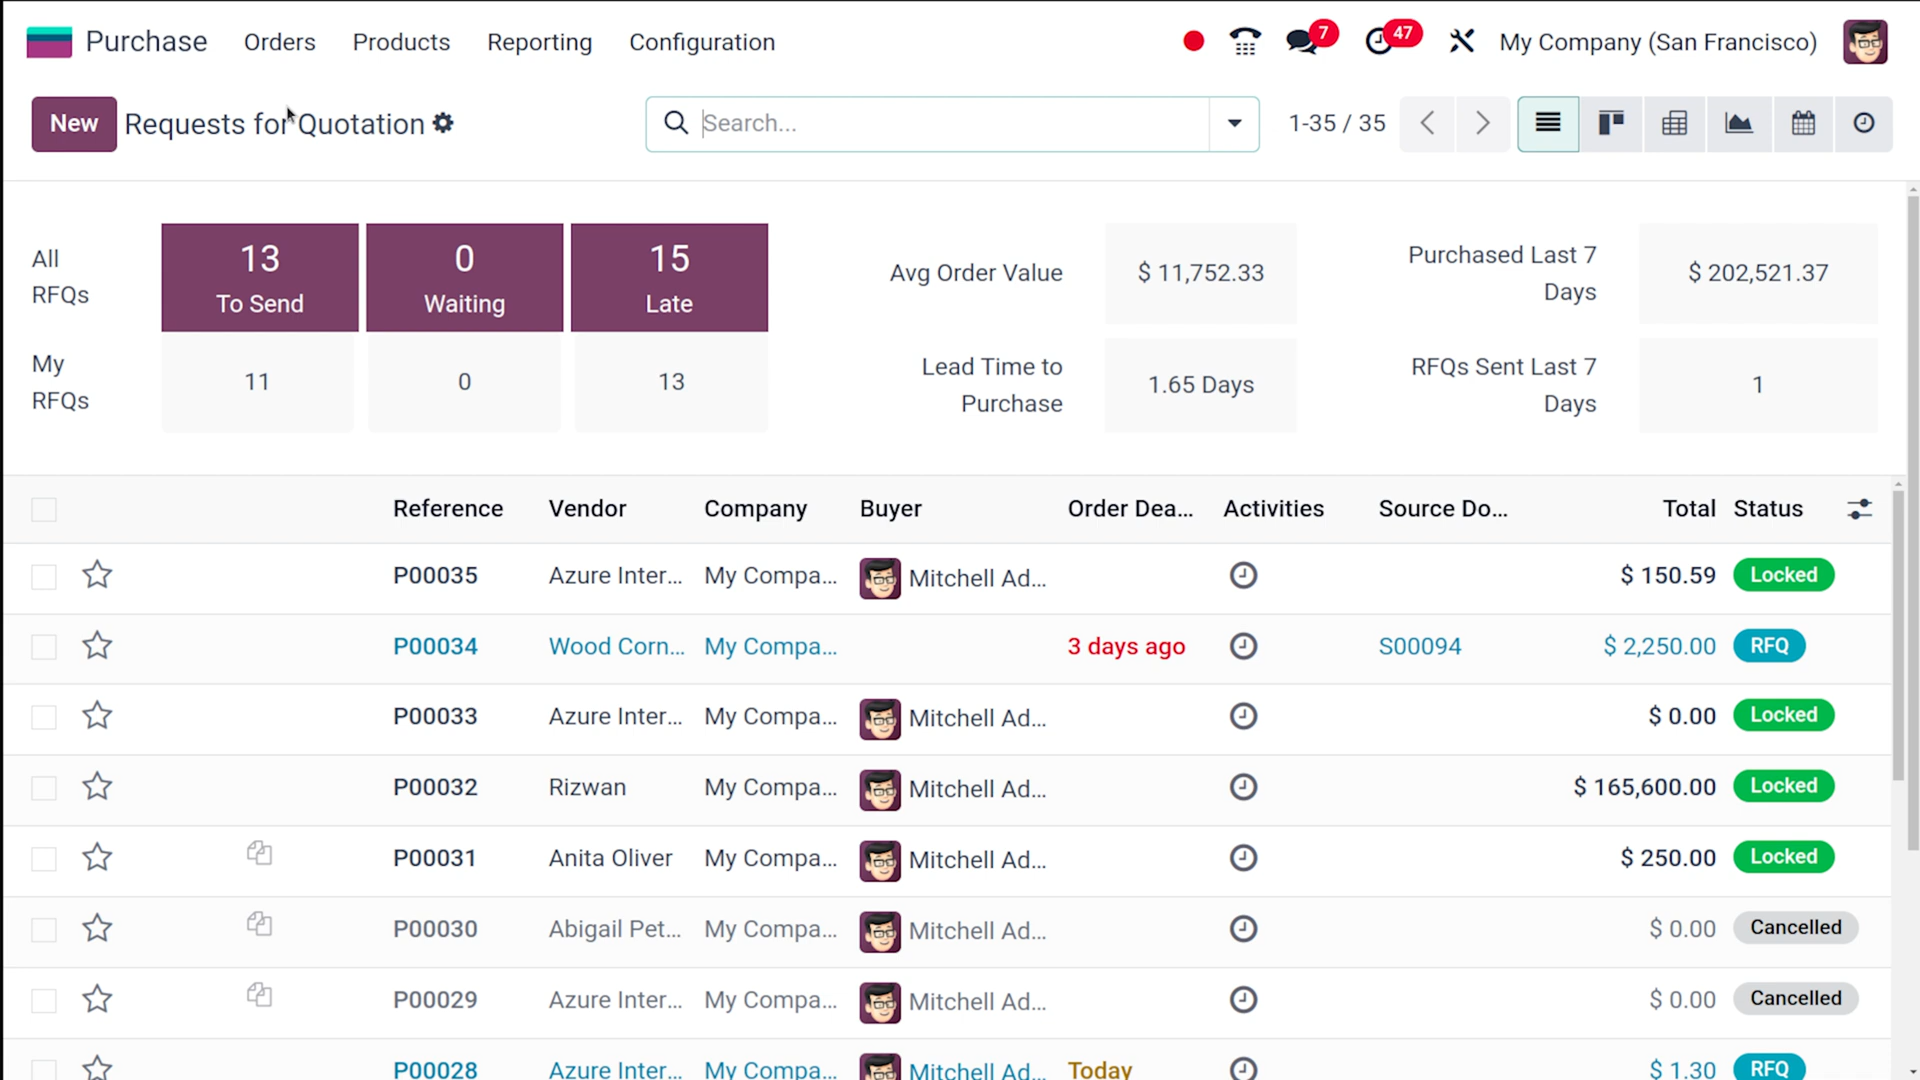 Purchase Orders Products Reporting Configuration 7 47 My Company (San Francisco)
New Requests for Quotation Search... 1-35 / 35
All RFQs 13 To Send 0 Waiting 15 Late Avg Order Value $ 11,752.33 Purchased Last 7 Days $ 202,521.37
My RFQs 11 0 13 Lead Time to Purchase 1.65 Days RFQs Sent Last 7 Days 1
Reference Vendor Company Buyer Order Dea... Activities Source Do... Total Status
P00035 Azure Inter... My Compa... Mitchell Ad... $ 150.59 Locked
P00034 Wood Corn... My Compa... 3 days ago S00094 $ 2,250.00 RFQ
P00033 Azure Inter... My Compa... Mitchell Ad... $ 0.00 Locked
P00032 Rizwan My Compa... Mitchell Ad... $ 165,600.00 Locked
P00031 Anita Oliver My Compa... Mitchell Ad... $ 250.00 Locked
P00030 Abigail Pet... My Compa... Mitchell Ad... $ 0.00 Cancelled
P00029 Azure Inter... My Compa... Mitchell Ad... $ 0.00 Cancelled
P00028 Azure Inter... My Compa... Mitchell Ad... Today $ 1.30 RFQ